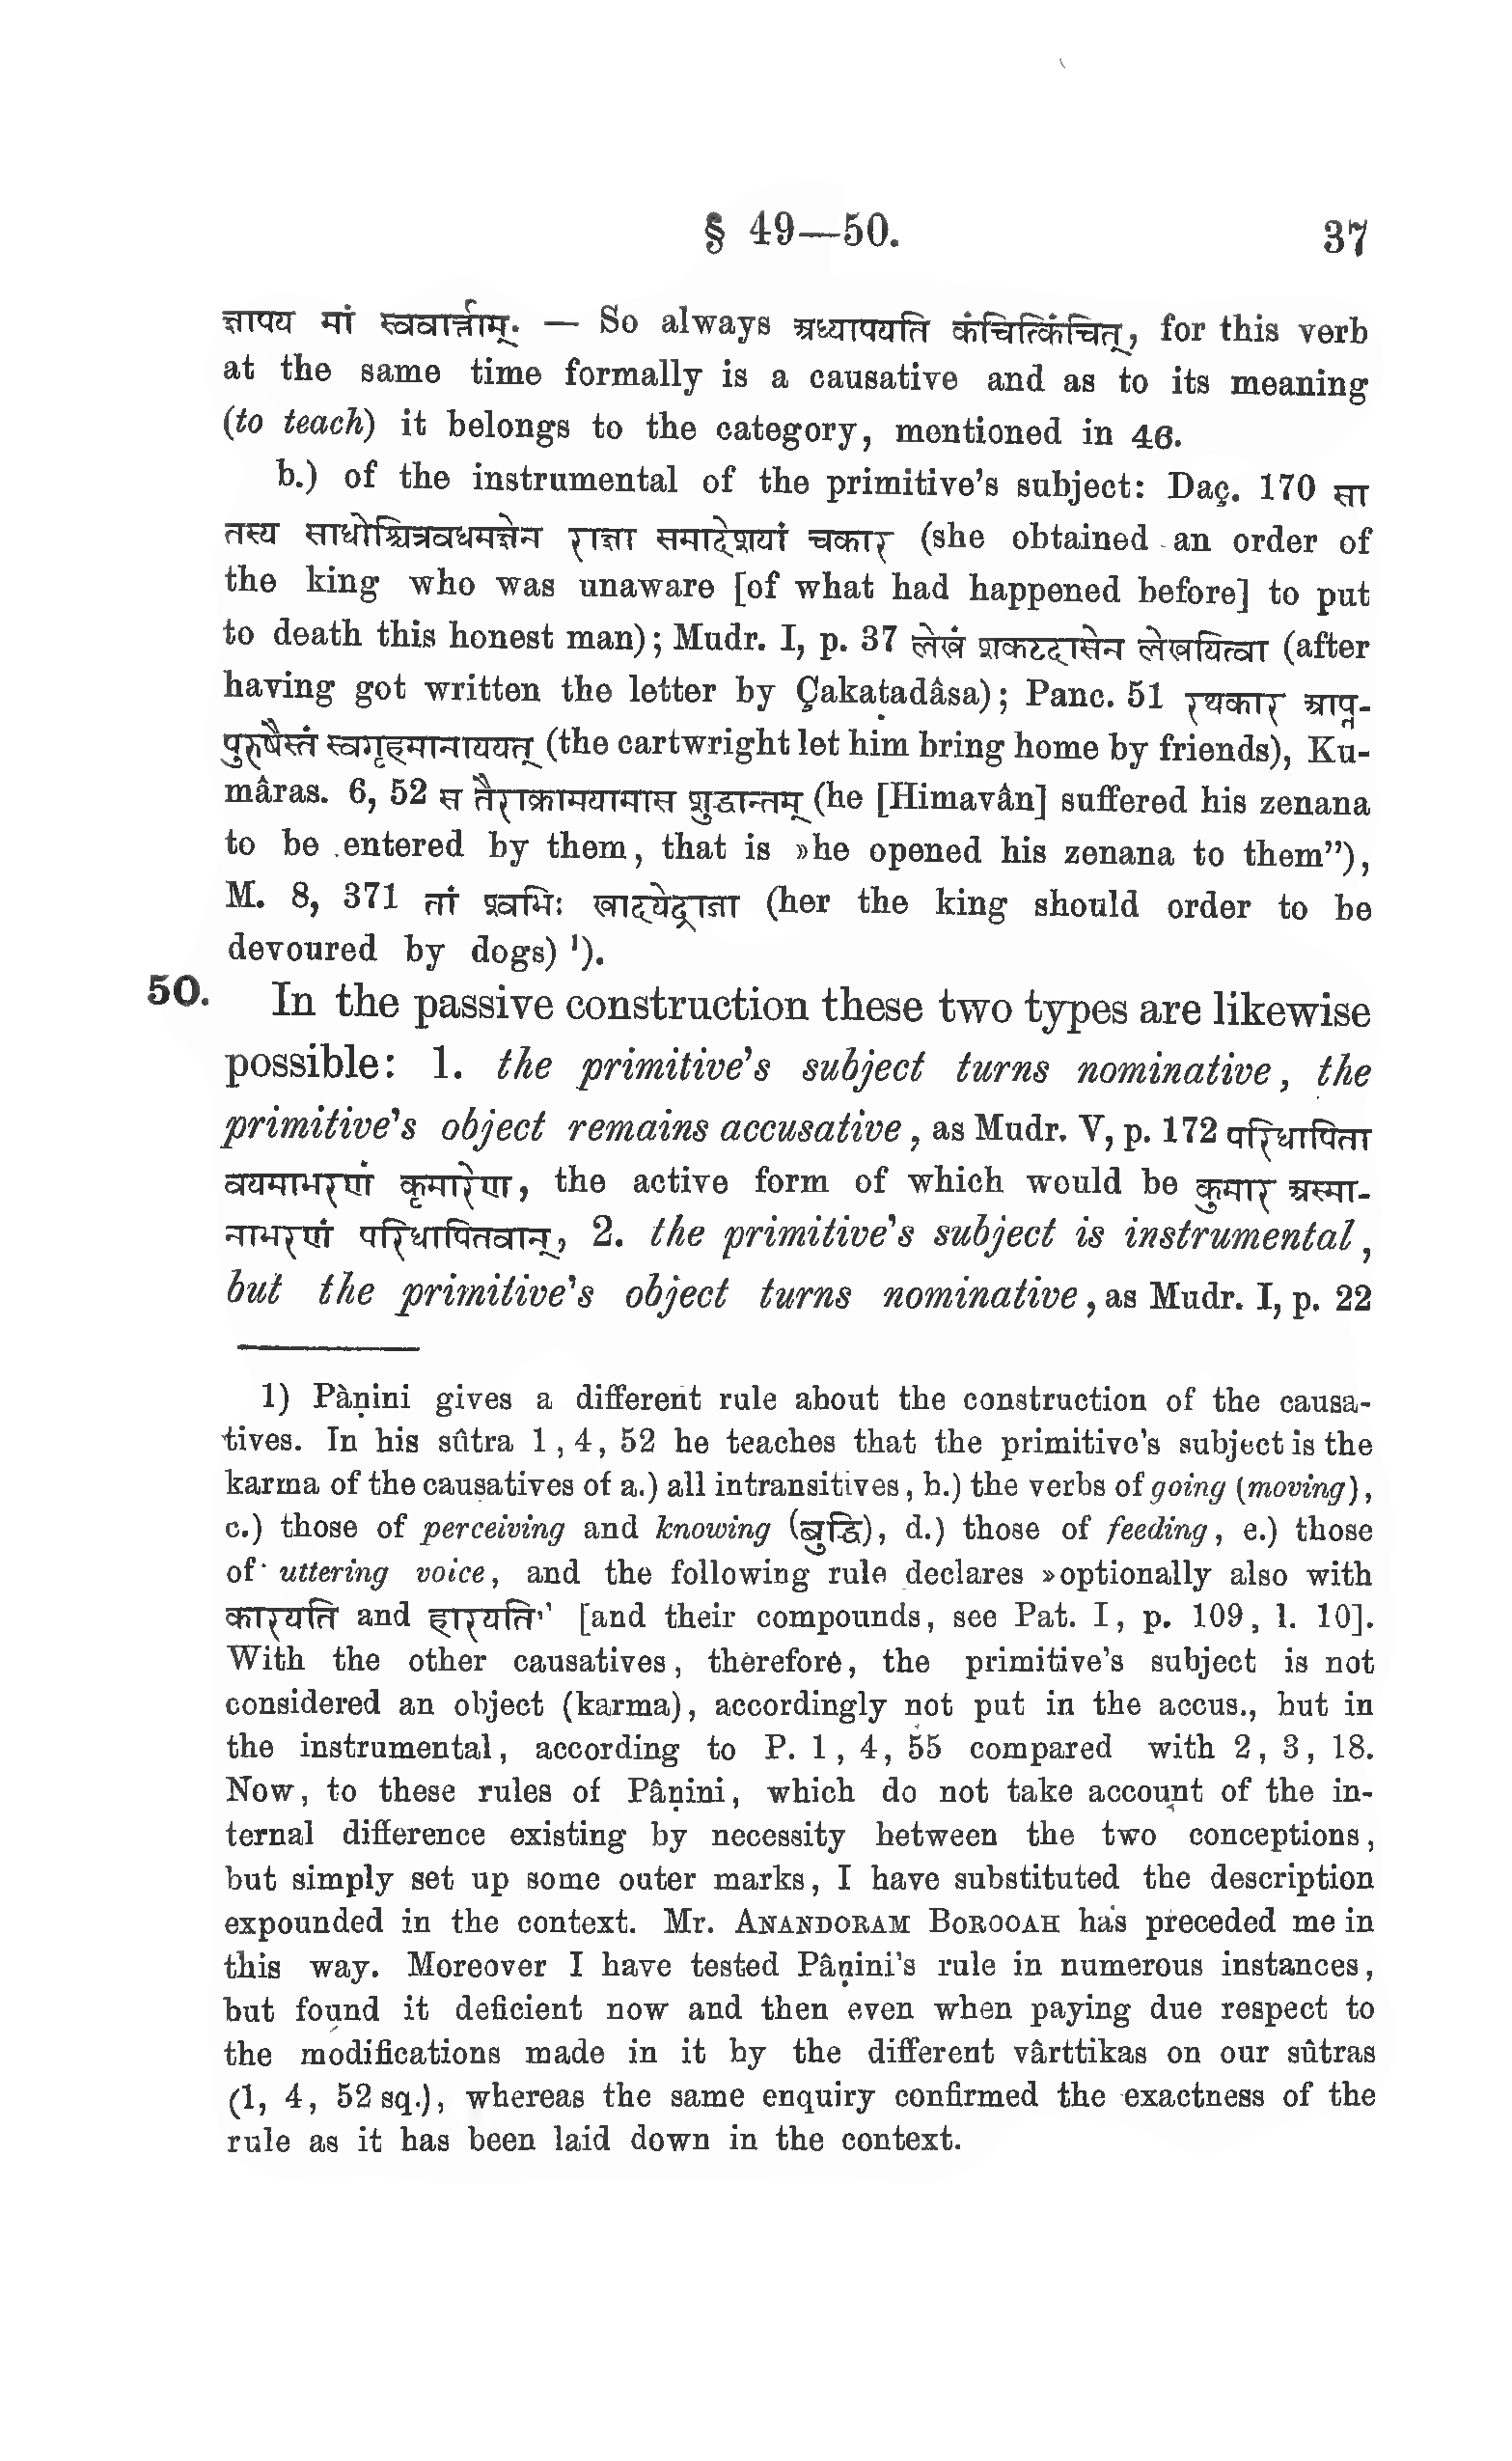 § 49—50. 37
ज्ञापय मां स्ववार्त्ताम्. — So always अध्यापयति कंचित्किंचित्, for this verb
at the same time formally is a causative and as to its meaning
(to teach) it belongs to the category, mentioned in 46.
b.) of the instrumental of the primitive's subject: Daç. 170 सा
तस्य साधोश्चित्रवधमज्ञेन राज्ञा समादेशयां चकार (she obtained an order of
the king who was unaware [of what had happened before] to put
to death this honest man); Mudr. I, p. 37 लेखं शकटदासेन लेखयित्वा (after
having got written the letter by Çakaṭadâsa); Panc. 51 रथकार आप्त-
पुरुषैस्तं स्वगृहमानाययत् (the cartwright let him bring home by friends), Ku-
mâras. 6, 52 स तैराक्रामयामास शुद्धान्तम् (he [Himavân] suffered his zenana
to be entered by them, that is »he opened his zenana to them”),
M. 8, 371 तां श्वभिः खादयेद्राजा (her the king should order to be
devoured by dogs) ¹).
50. In the passive construction these two types are likewise
possible: 1. the primitive's subject turns nominative, the
primitive's object remains accusative, as Mudr. V, p. 172 परिधापिता
वयमाभरणं कुमारेण, the active form of which would be कुमार अस्मा-
नाभरणं परिधापितवान्, 2. the primitive's subject is instrumental,
but the primitive's object turns nominative, as Mudr. I, p. 22
1) Pàṇini gives a different rule about the construction of the causa-
tives. In his sûtra 1, 4, 52 he teaches that the primitive's subject is the
karma of the causatives of a.) all intransitives, b.) the verbs of going (moving),
c.) those of perceiving and knowing (बुद्धि), d.) those of feeding, e.) those
of uttering voice, and the following rule declares »optionally also with
कारयति and हारयति” [and their compounds, see Pat. I, p. 109, l. 10].
With the other causatives, therefore, the primitive's subject is not
considered an object (karma), accordingly not put in the accus., but in
the instrumental, according to P. 1, 4, 55 compared with 2, 3, 18.
Now, to these rules of Pâṇini, which do not take account of the in-
ternal difference existing by necessity between the two conceptions,
but simply set up some outer marks, I have substituted the description
expounded in the context. Mr. ANANDORAM BOROOAH has preceded me in
this way. Moreover I have tested Pâṇini's rule in numerous instances,
but found it deficient now and then even when paying due respect to
the modifications made in it by the different vârttikas on our sûtras
(1, 4, 52 sq.), whereas the same enquiry confirmed the exactness of the
rule as it has been laid down in the context.